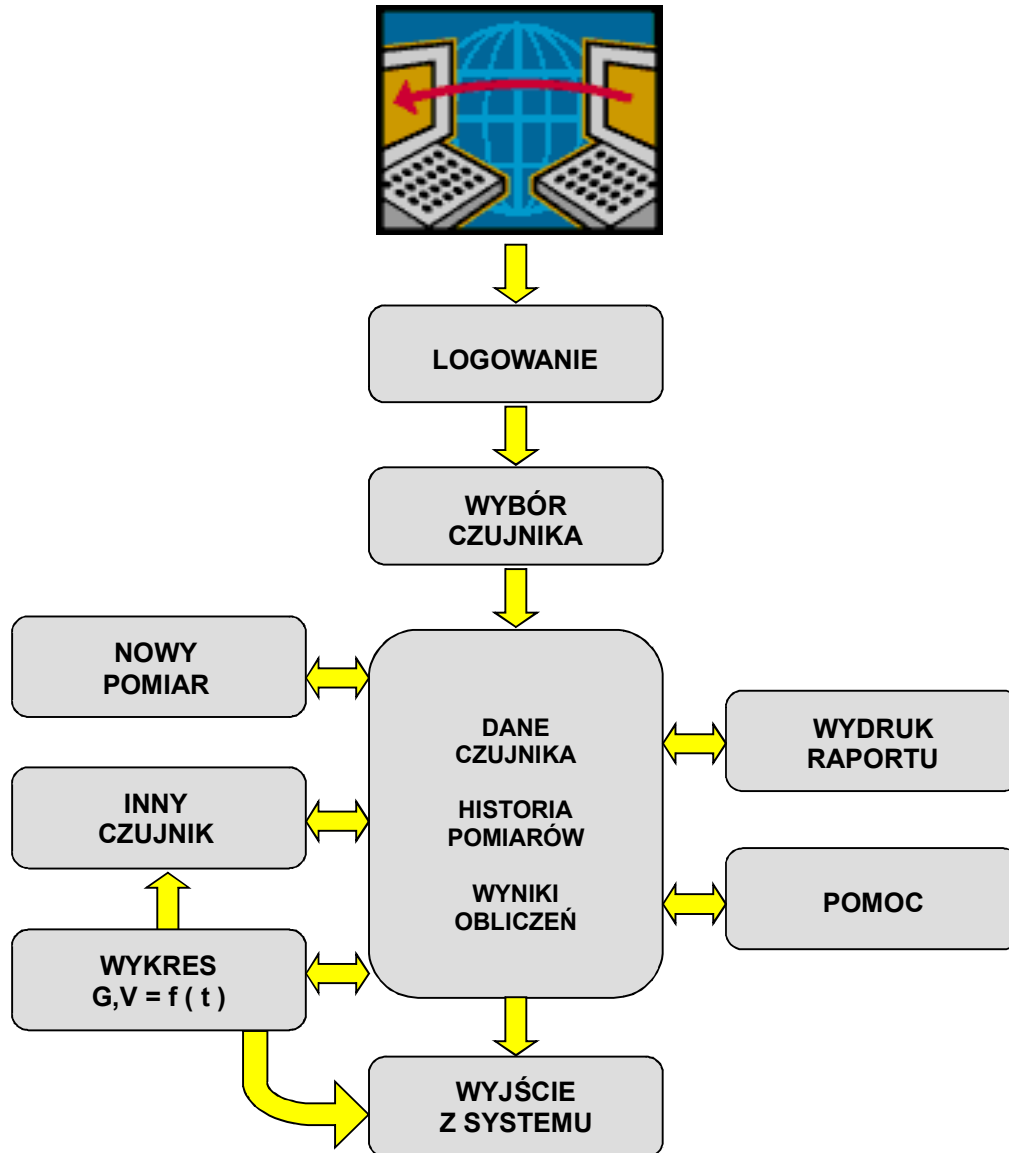 LOGOWANIE
WYBÓR
CZUJNIKA
NOWY
POMIAR
DANE
CZUJNIKA
HISTORIA
POMIARÓW
WYNIKI
OBLICZEŃ
WYDRUK
RAPORTU
INNY
CZUJNIK
POMOC
WYKRES
G,V = f ( t )
WYJŚCIE
Z SYSTEMU